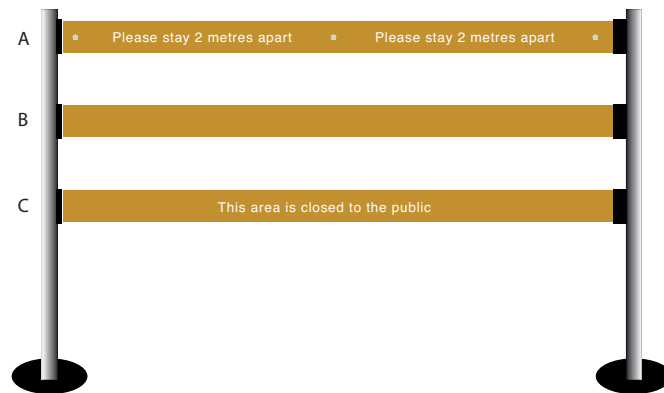 A
Please stay 2 metres apart Please stay 2 metres apart
B
C
This area is closed to the public